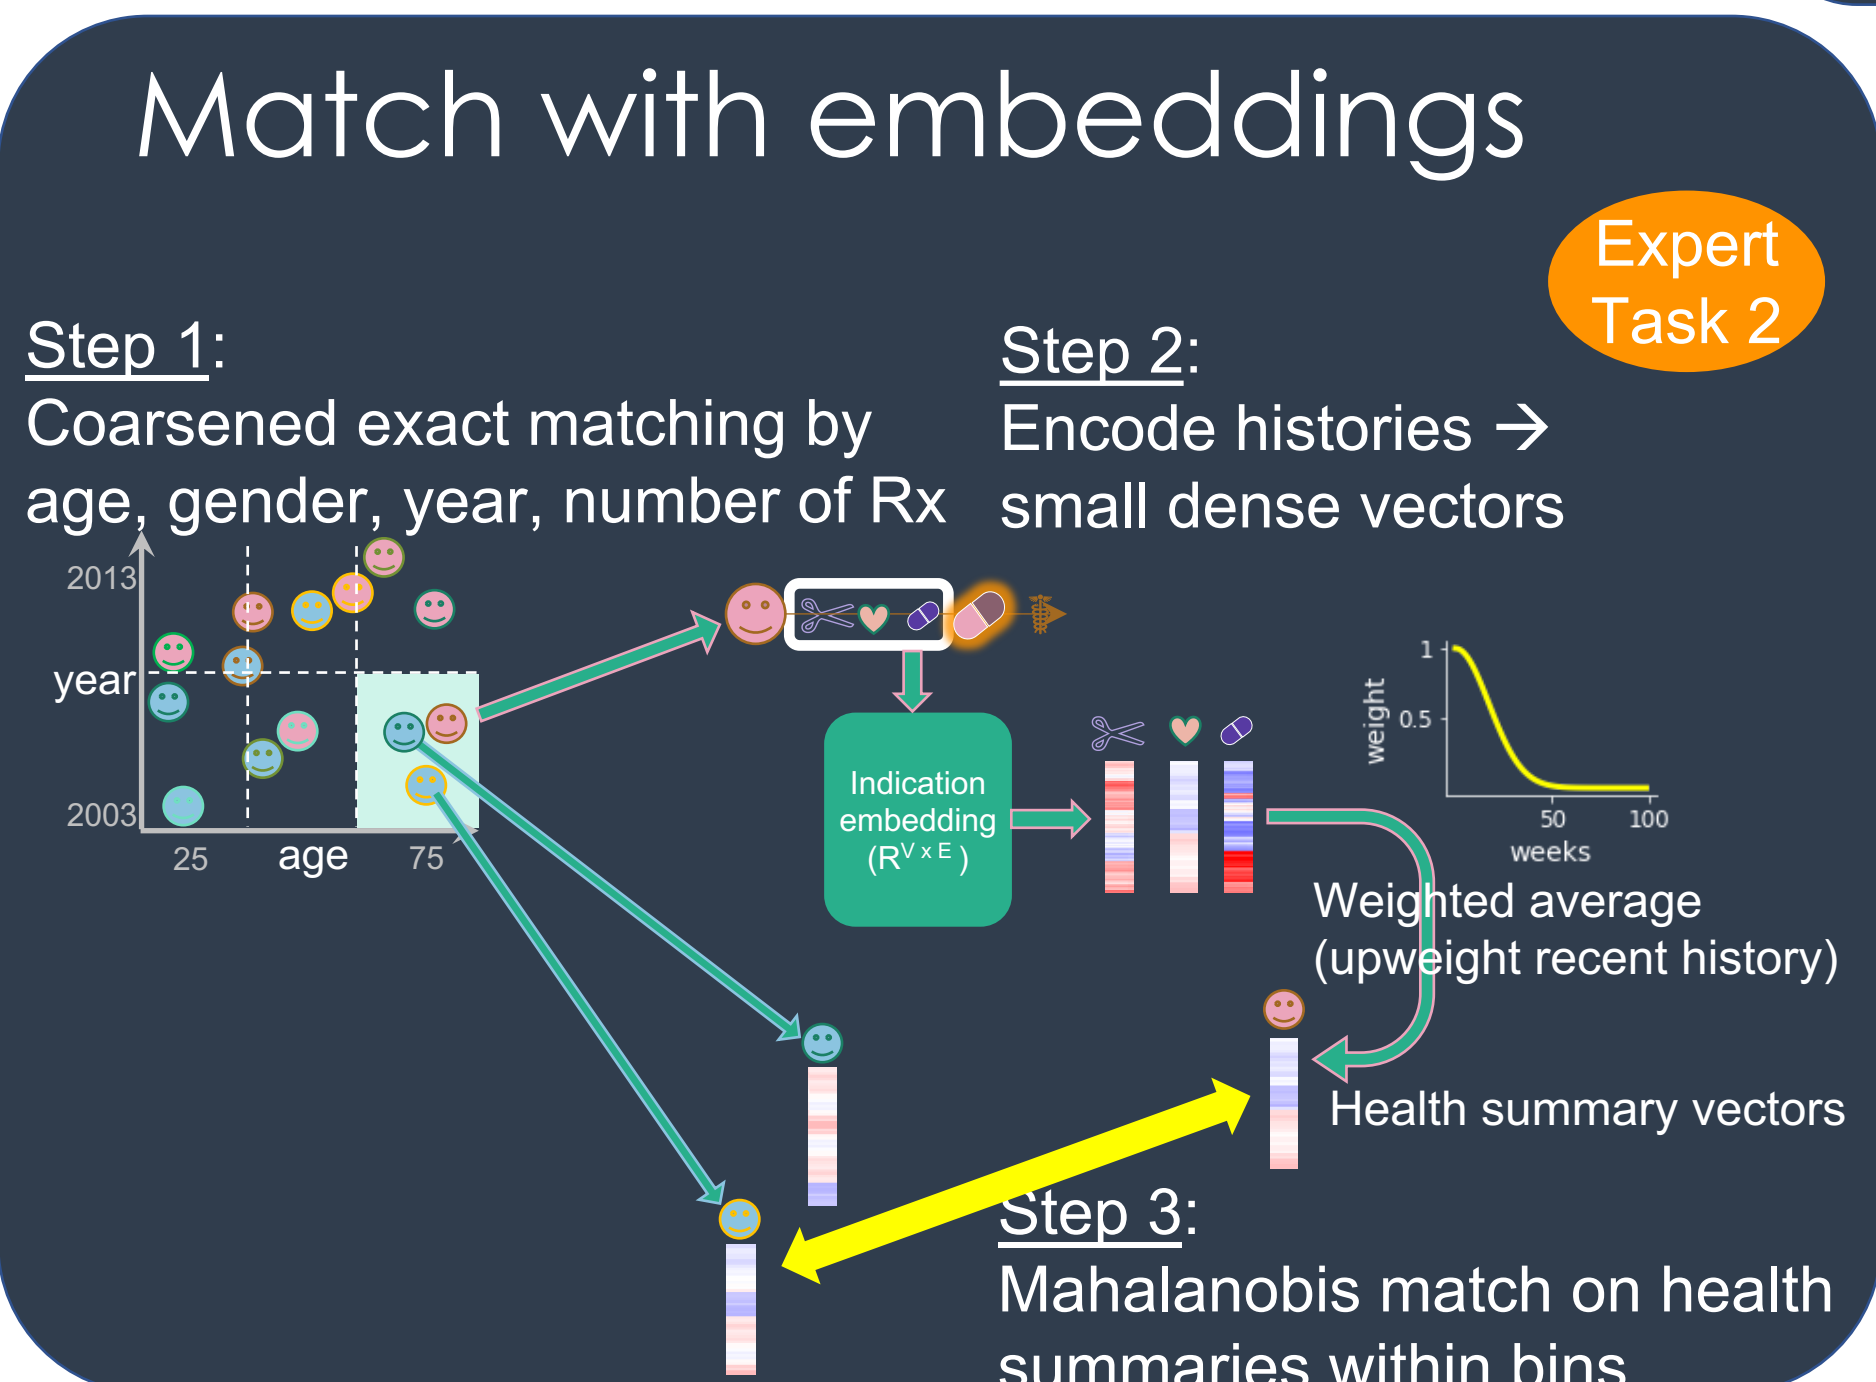 Match with embeddings
Expert
Task 2
Step 1:
Coarsened exact matching by
age, gender, year, number of Rx
Step 2:
Encode histories →
small dense vectors
2013
year
2003
25
age
75
Indication
embedding
(R^V x E )
1
0.5
weight
50
100
weeks
Weighted average
(upweight recent history)
Health summary vectors
Step 3:
Mahalanobis match on health
summaries within bins